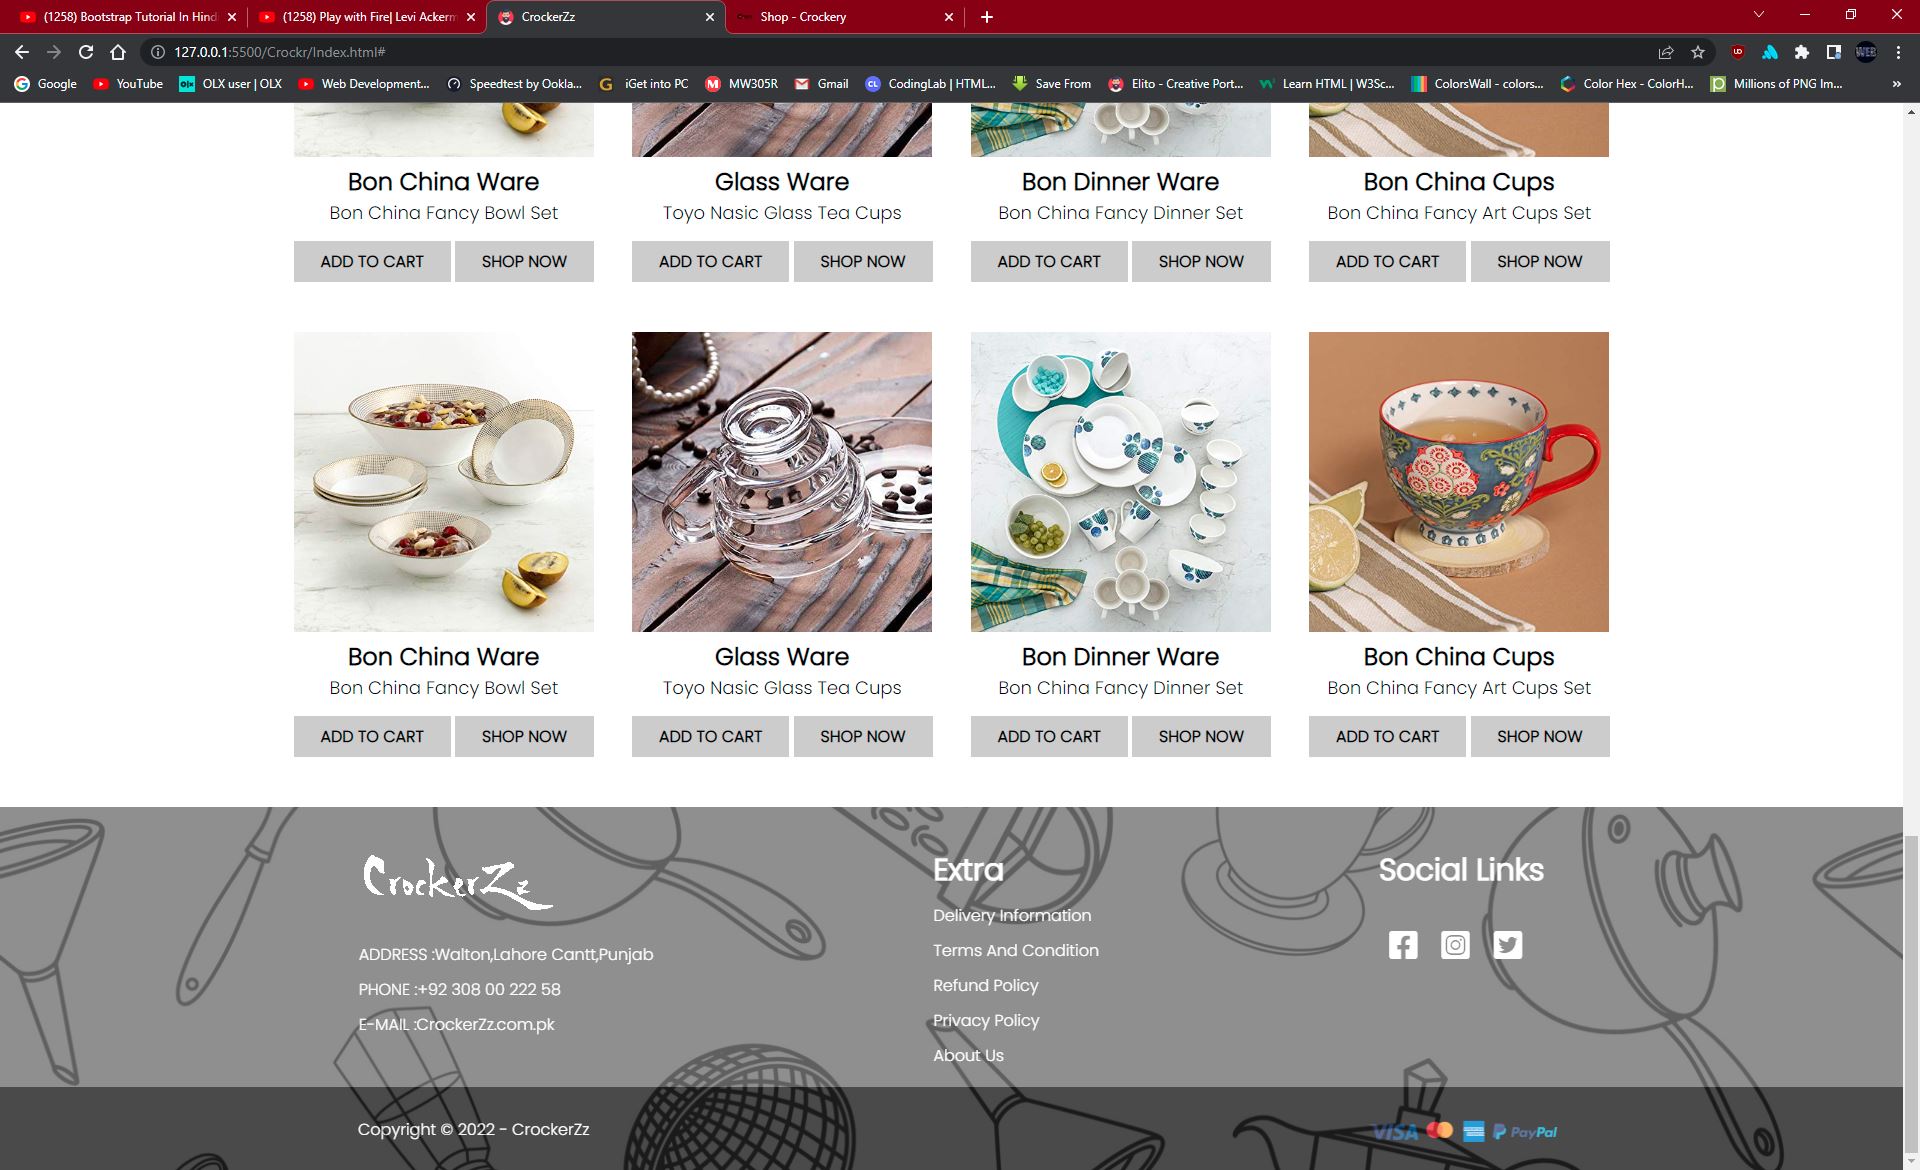 (1258) Bootstrap Tutorial In Hind
(1258) Play with Fire| Levi Ackerm
CrockerZz
Shop - Crockery
127.0.0.1:5500/Crockr/Index.html#
Google
YouTube
OLX user | OLX
Web Development...
Speedtest by Ookla...
iGet into PC
MW305R
Gmail
CodingLab | HTML...
Save From
Elito - Creative Port...
Learn HTML | W3Sc...
ColorsWall - colors...
Color Hex - ColorH...
Millions of PNG Im...
»
Bon China Ware
Bon China Fancy Bowl Set
ADD TO CART SHOP NOW
Glass Ware
Toyo Nasic Glass Tea Cups
ADD TO CART SHOP NOW
Bon Dinner Ware
Bon China Fancy Dinner Set
ADD TO CART SHOP NOW
Bon China Cups
Bon China Fancy Art Cups Set
ADD TO CART SHOP NOW
Bon China Ware
Bon China Fancy Bowl Set
ADD TO CART SHOP NOW
Glass Ware
Toyo Nasic Glass Tea Cups
ADD TO CART SHOP NOW
Bon Dinner Ware
Bon China Fancy Dinner Set
ADD TO CART SHOP NOW
Bon China Cups
Bon China Fancy Art Cups Set
ADD TO CART SHOP NOW
CrockerZz
ADDRESS :Walton,Lahore Cantt,Punjab
PHONE :+92 308 00 222 58
E-MAIL :CrockerZz.com.pk
Extra
Delivery Information
Terms And Condition
Refund Policy
Privacy Policy
About Us
Social Links
Copyright © 2022 - CrockerZz
VISA PayPal